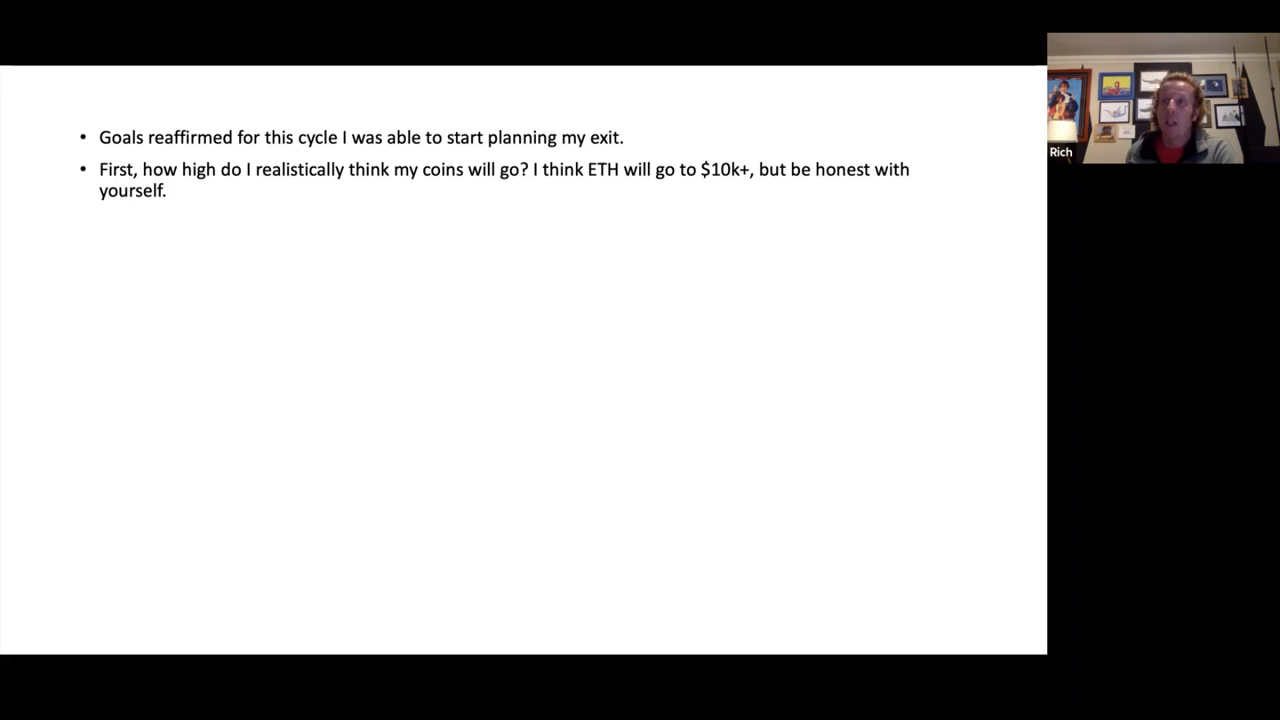 • Goals reaffirmed for this cycle I was able to start planning my exit.
• First, how high do I realistically think my coins will go? I think ETH will go to $10k+, but be honest with
yourself.
Rich